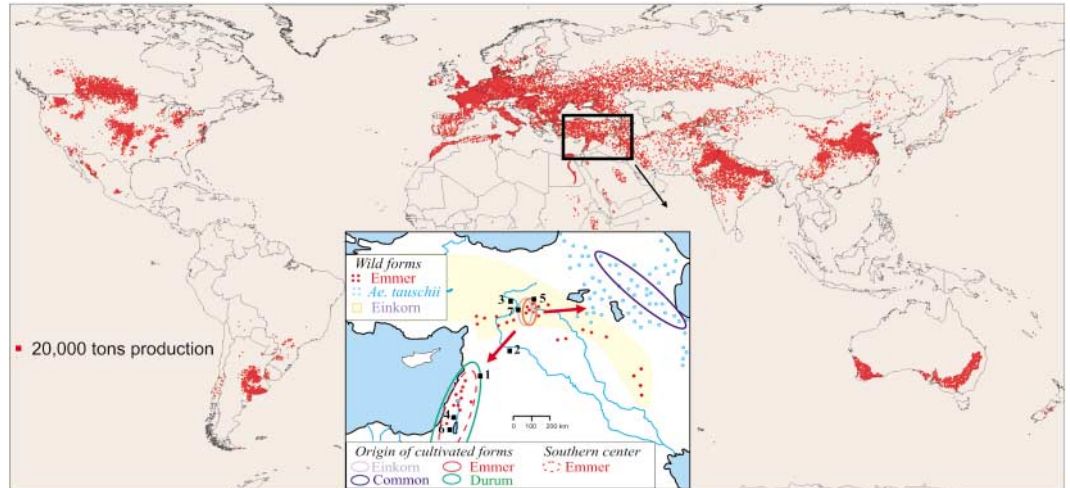 Wild forms
Emmer
Ae. tauschii
Einkorn
3
5
7
2
1
4
6
0 100 200 km
20,000 tons production
Origin of cultivated forms Southern center
Einkorn Emmer Emmer
Common Durum